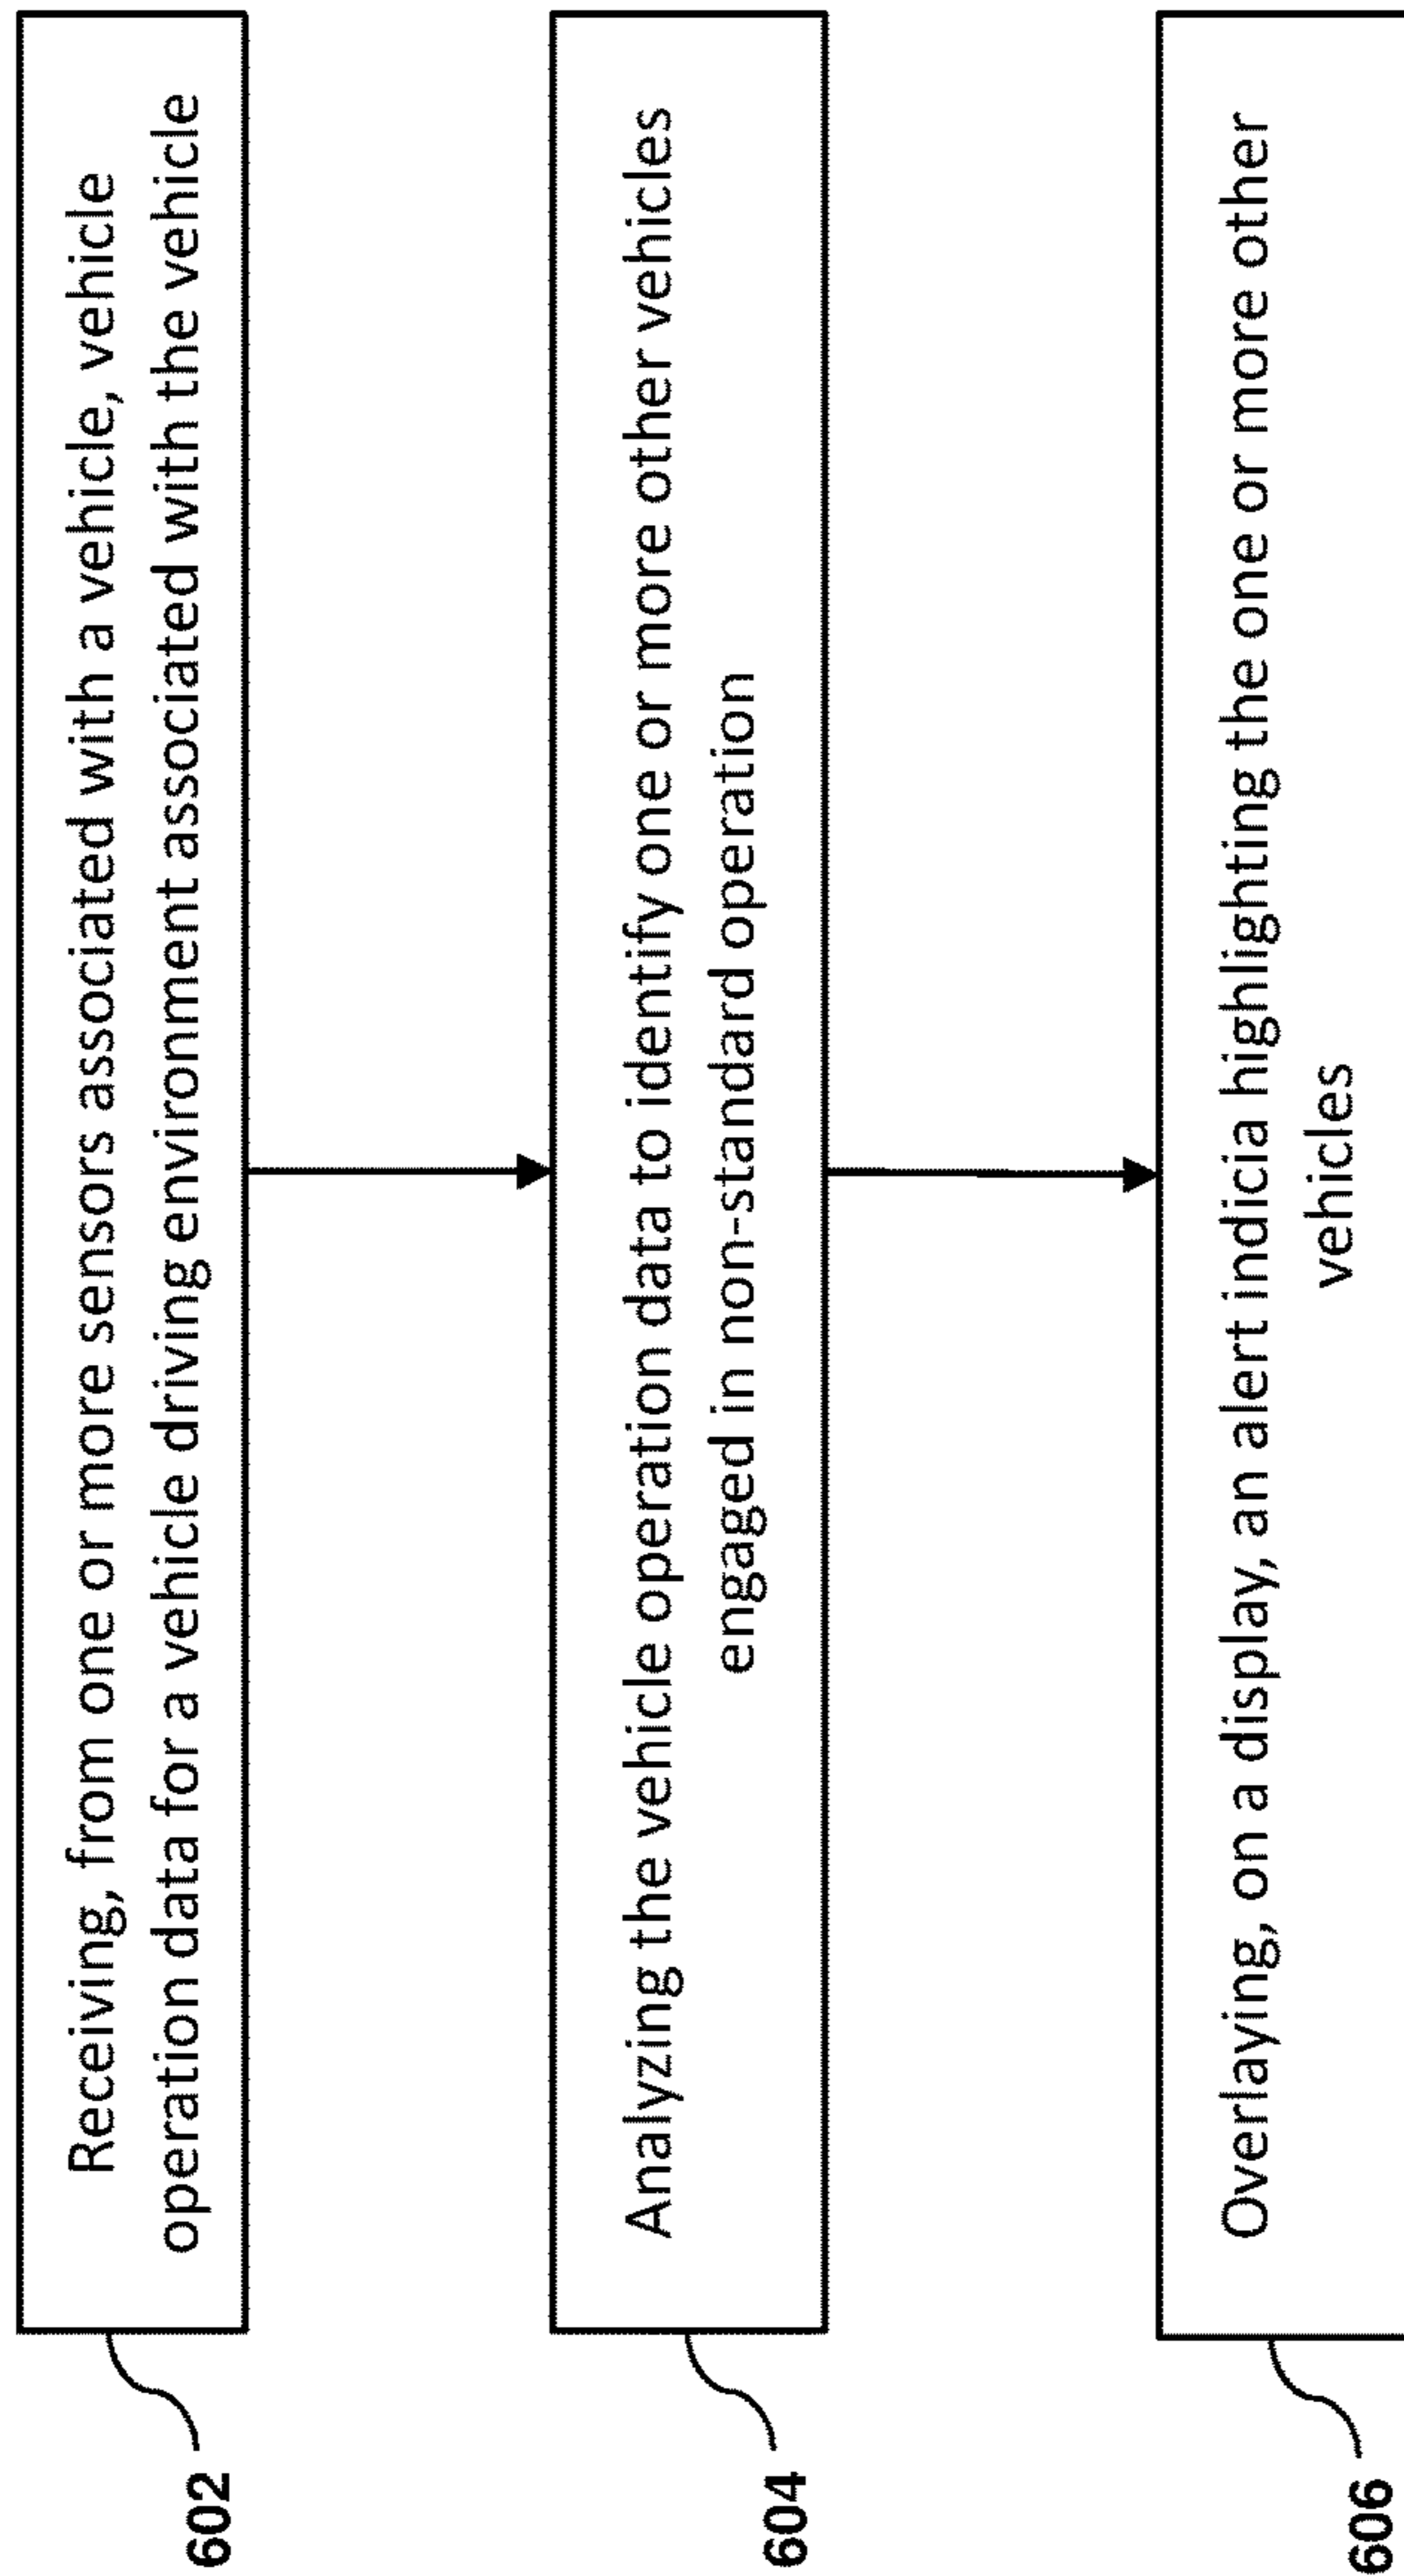 Receiving, from one or more sensors associated with a vehicle, vehicle
operation data for a vehicle driving environment associated with the vehicle
602
Analyzing the vehicle operation data to identify one or more other vehicles
engaged in non-standard operation
604
Overlaying, on a display, an alert indicia highlighting the one or more other
vehicles
606